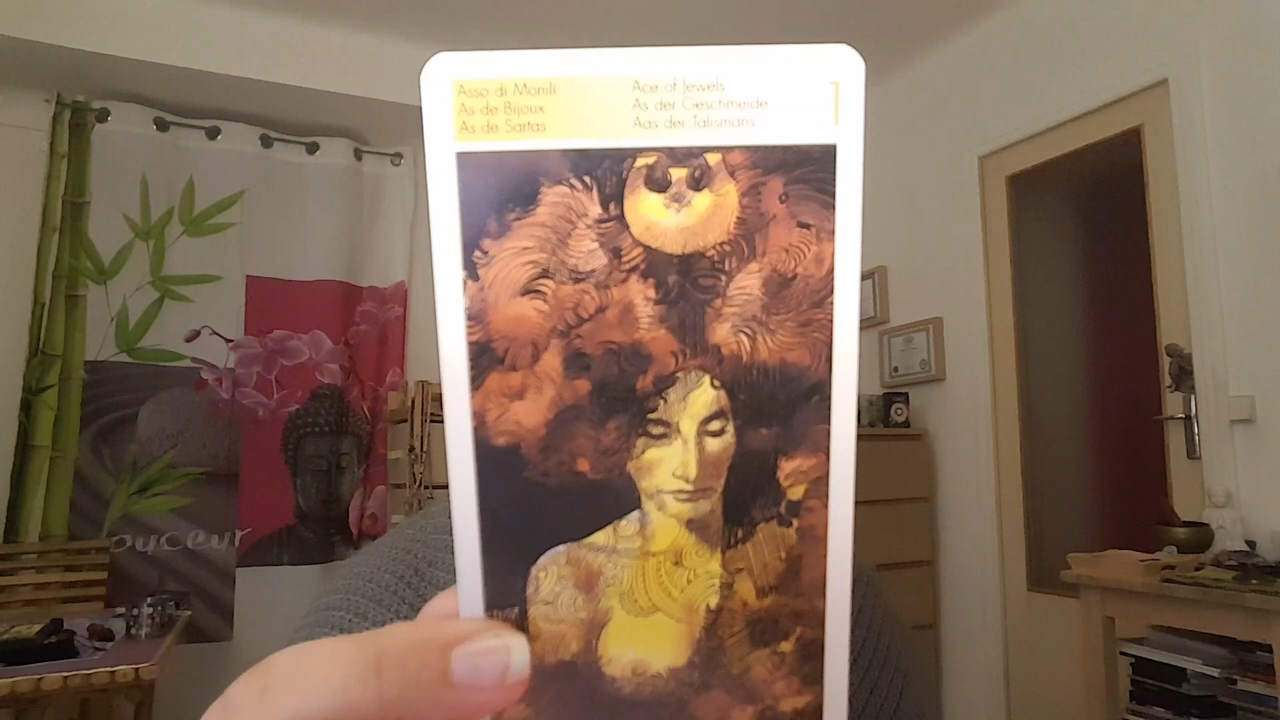 Asso di Monili
As de Bijoux
As de Sartas
Ace of Jewels
As der Geschmeide
Aas der Talismans
1
ouceur